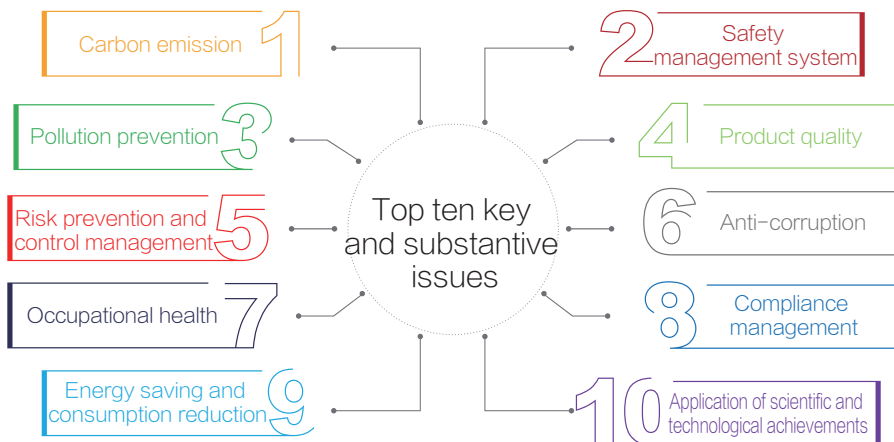 Carbon emission 1
2 Safety
management system
Pollution prevention 3
4 Product quality
Risk prevention and
control management 5
6 Anti-corruption
Top ten key
and substantive
issues
Occupational health 7
8 Compliance
management
Energy saving and
consumption reduction 9
10 Application of scientific and
technological achievements